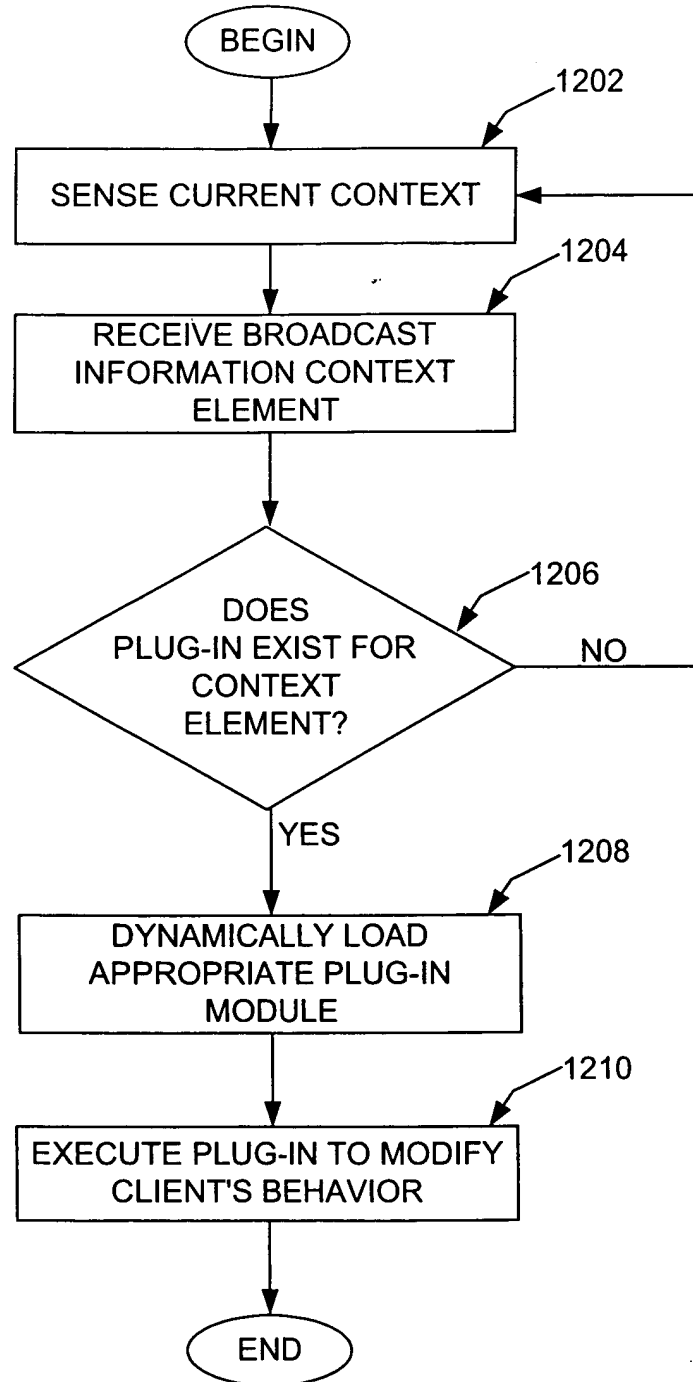 BEGIN
1202
SENSE CURRENT CONTEXT
1204
RECEIVE BROADCAST
INFORMATION CONTEXT
ELEMENT
1206
DOES
PLUG-IN EXIST FOR
CONTEXT
ELEMENT?
NO
YES
1208
DYNAMICALLY LOAD
APPROPRIATE PLUG-IN
MODULE
1210
EXECUTE PLUG-IN TO MODIFY
CLIENT'S BEHAVIOR
END